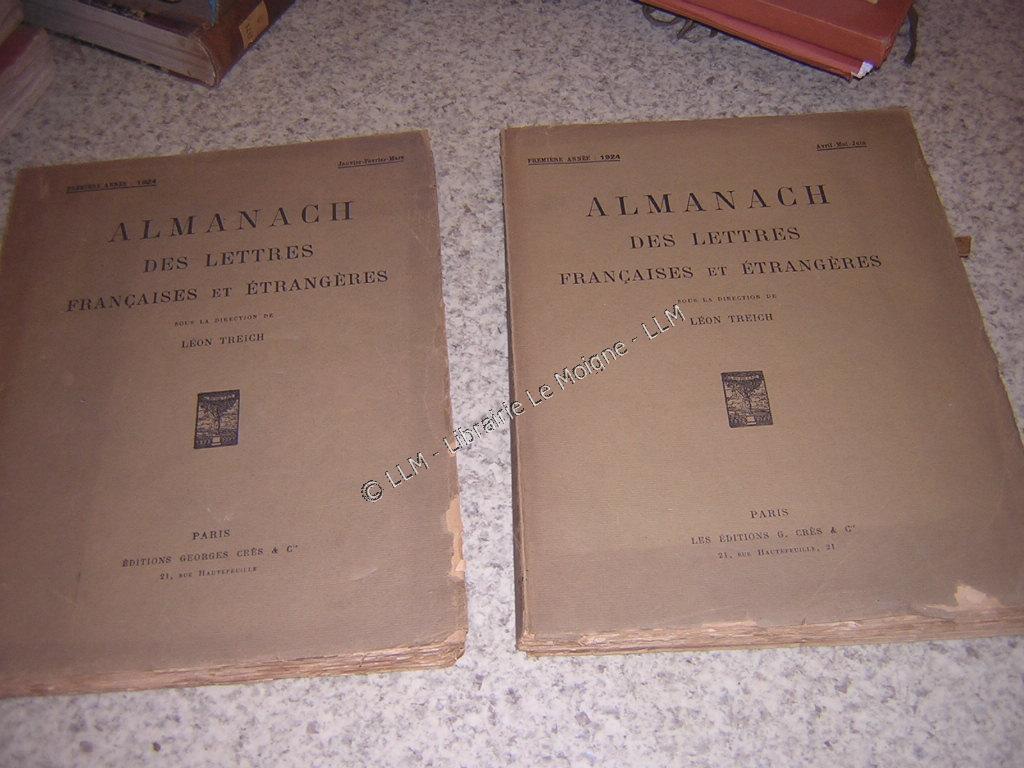 PREMIÈRE ANNÉE : 1924
Janvier-Février-Mars
ALMANACH
DES LETTRES
FRANÇAISES ET ÉTRANGÈRES
SOUS LA DIRECTION DE
LÉON TREICH
PARIS
ÉDITIONS GEORGES CRÈS & Cie
21, RUE HAUTEFEUILLE
PREMIÈRE ANNÉE : 1924
Avril-Mai-Juin
ALMANACH
DES LETTRES
FRANÇAISES ET ÉTRANGÈRES
SOUS LA DIRECTION DE
LÉON TREICH
PARIS
LES ÉDITIONS G. CRÈS & Cie
21, RUE HAUTEFEUILLE, 21
© LLM - Librairie Le Moigne - LLM